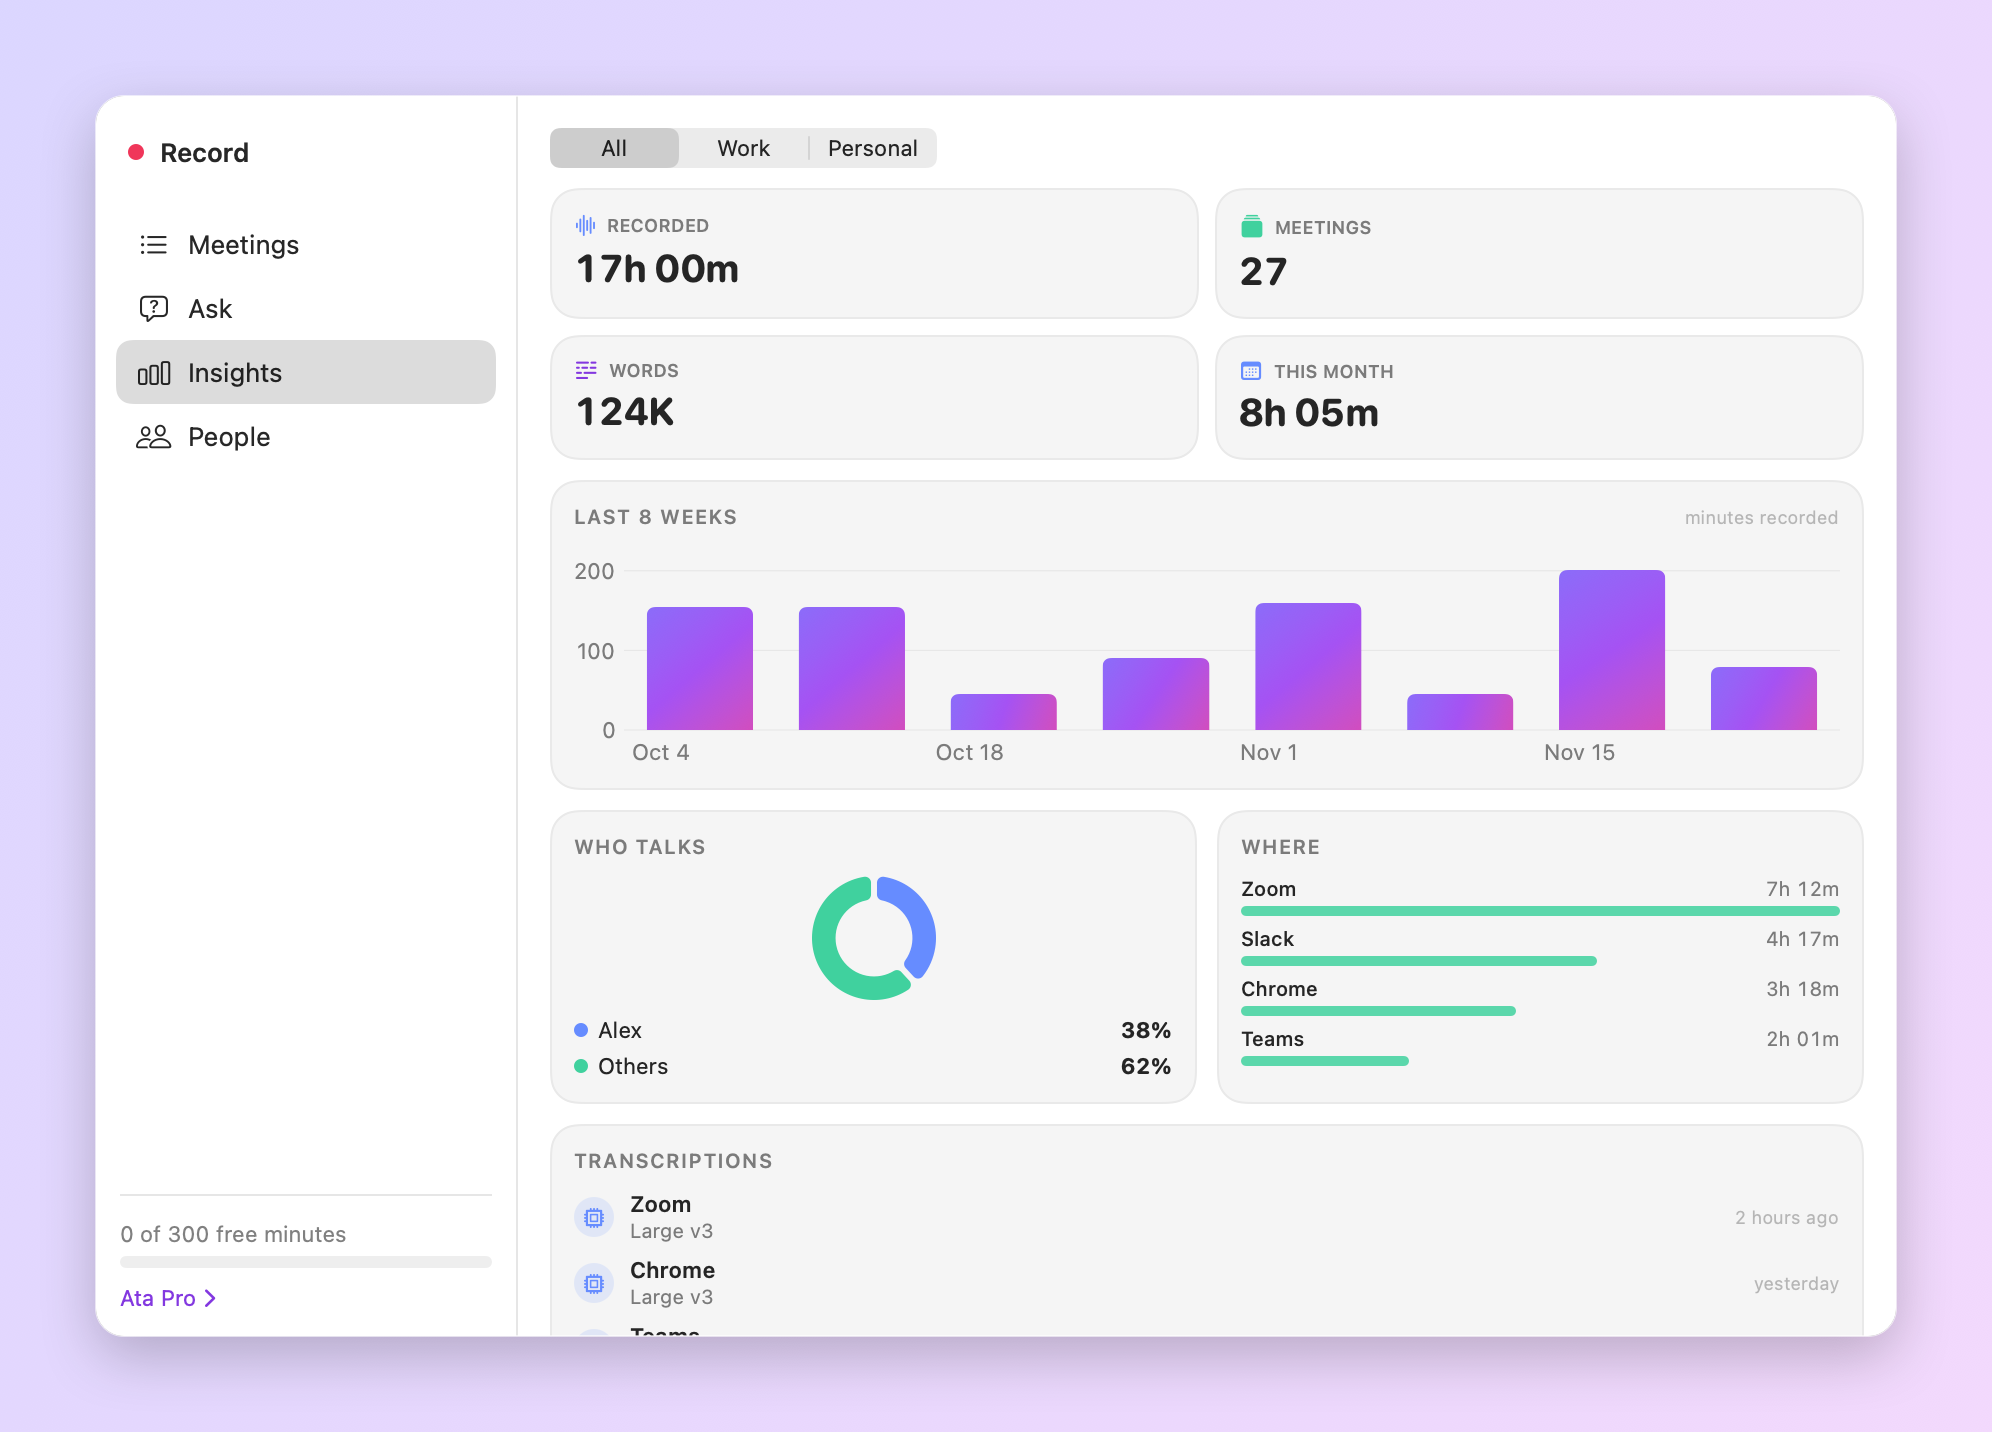 Record
Meetings
Ask
Insights
People
0 of 300 free minutes
Ata Pro
All Work Personal
RECORDED
17h 00m
MEETINGS
27
WORDS
124K
THIS MONTH
8h 05m
LAST 8 WEEKS
minutes recorded
200
100
0
Oct 4 Oct 18 Nov 1 Nov 15
WHO TALKS
Alex 38%
Others 62%
WHERE
Zoom 7h 12m
Slack 4h 17m
Chrome 3h 18m
Teams 2h 01m
TRANSCRIPTIONS
Zoom
Large v3
2 hours ago
Chrome
Large v3
yesterday
Teams